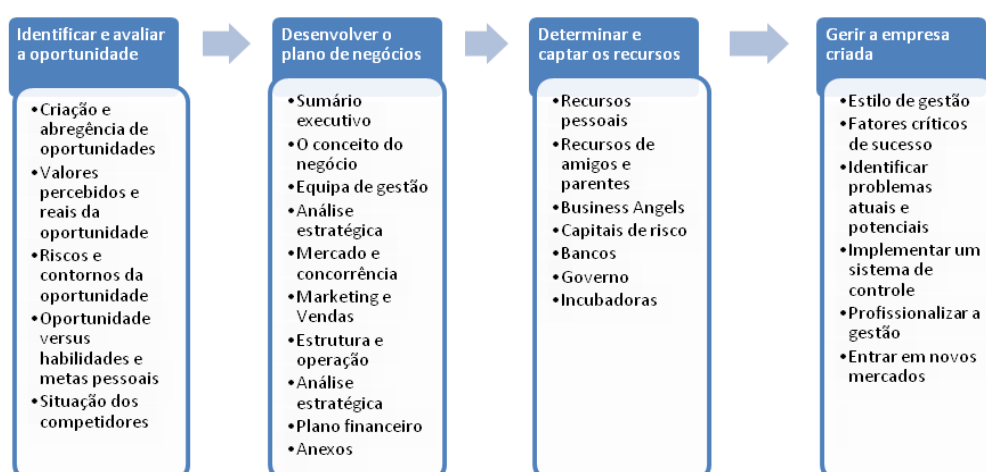 Identificar e avaliar
a oportunidade
•Criação e
abregência de
oportunidades
•Valores
percebidos e
reais da
oportunidade
•Riscos e
contornos da
oportunidade
•Oportunidade
versus
habilidades e
metas pessoais
•Situação dos
competidores
Desenvolver o
plano de negócios
•Sumário
executivo
•O conceito do
negócio
•Equipa de gestão
•Análise
estratégica
•Mercado e
concorrência
•Marketing e
Vendas
•Estrutura e
operação
•Análise
estratégica
•Plano financeiro
•Anexos
Determinar e
captar os recursos
•Recursos
pessoais
•Recursos de
amigos e
parentes
•Business Angels
•Capitais de risco
•Bancos
•Governo
•Incubadoras
Gerir a empresa
criada
•Estilo de gestão
•Fatores críticos
de sucesso
•Identificar
problemas
atuais e
potenciais
•Implementar um
sistema de
controle
•Profissionalizar a
gestão
•Entrar em novos
mercados